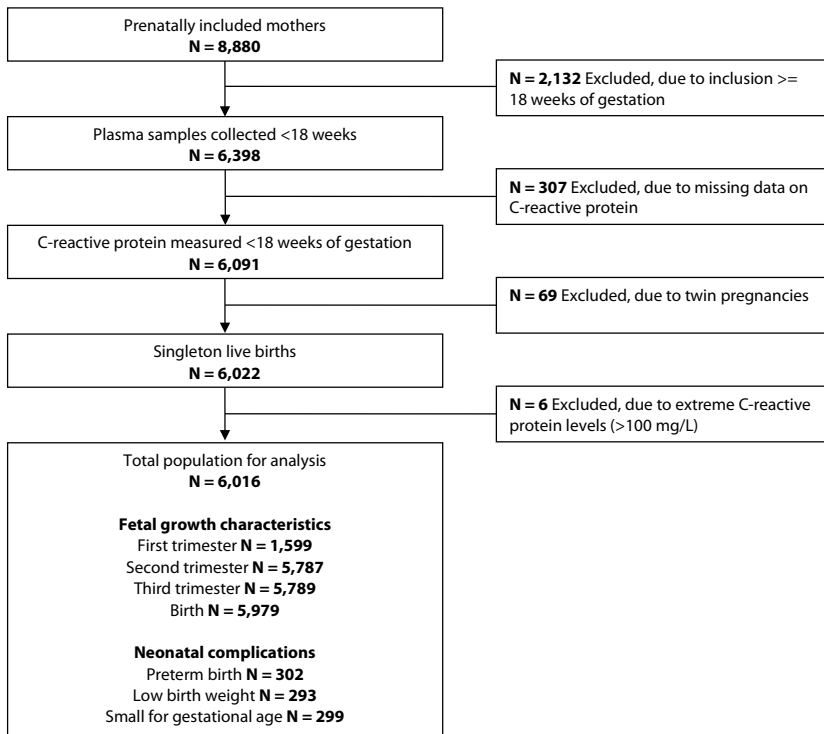 Prenatally included mothers
N = 8,880
N = 2,132 Excluded, due to inclusion >=
18 weeks of gestation
Plasma samples collected <18 weeks
N = 6,398
N = 307 Excluded, due to missing data on
C-reactive protein
C-reactive protein measured <18 weeks of gestation
N = 6,091
N = 69 Excluded, due to twin pregnancies
Singleton live births
N = 6,022
N = 6 Excluded, due to extreme C-reactive
protein levels (>100 mg/L)
Total population for analysis
N = 6,016
Fetal growth characteristics
First trimester N = 1,599
Second trimester N = 5,787
Third trimester N = 5,789
Birth N = 5,979
Neonatal complications
Preterm birth N = 302
Low birth weight N = 293
Small for gestational age N = 299